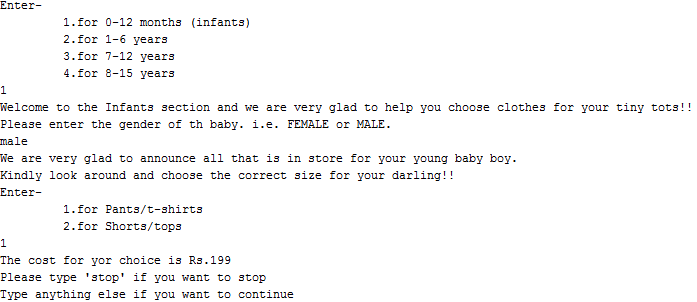 Enter-
1.for 0-12 months (infants)
2.for 1-6 years
3.for 7-12 years
4.for 8-15 years
1
Welcome to the Infants section and we are very glad to help you choose clothes for your tiny tots!!
Please enter the gender of th baby. i.e. FEMALE or MALE.
male
We are very glad to announce all that is in store for your young baby boy.
Kindly look around and choose the correct size for your darling!!
Enter-
1.for Pants/t-shirts
2.for Shorts/tops
1
The cost for yor choice is Rs.199
Please type 'stop' if you want to stop
Type anything else if you want to continue